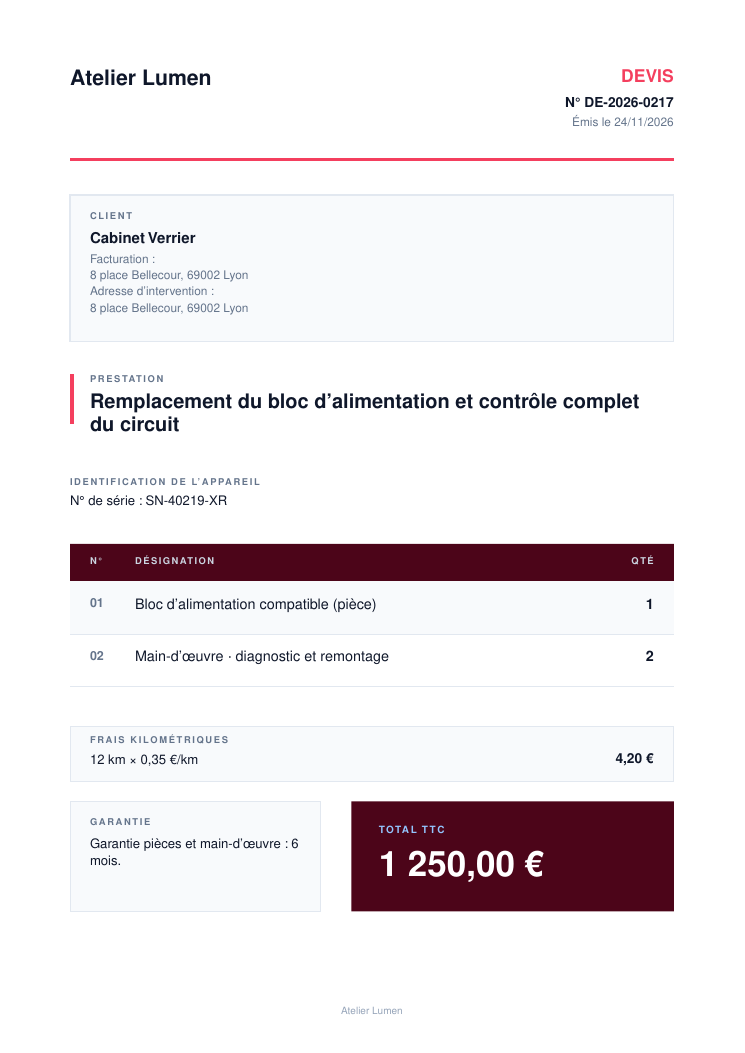 Atelier Lumen
DEVIS
N° DE-2026-0217
Émis le 24/11/2026
CLIENT
Cabinet Verrier
Facturation :
8 place Bellecour, 69002 Lyon
Adresse d’intervention :
8 place Bellecour, 69002 Lyon
PRESTATION
Remplacement du bloc d’alimentation et contrôle complet
du circuit
IDENTIFICATION DE L’APPAREIL
N° de série : SN-40219-XR
N° DÉSIGNATION QTÉ
01 Bloc d’alimentation compatible (pièce) 1
02 Main-d’œuvre · diagnostic et remontage 2
FRAIS KILOMÉTRIQUES
12 km × 0,35 €/km 4,20 €
GARANTIE
Garantie pièces et main-d’œuvre : 6
mois.
TOTAL TTC
1 250,00 €
Atelier Lumen